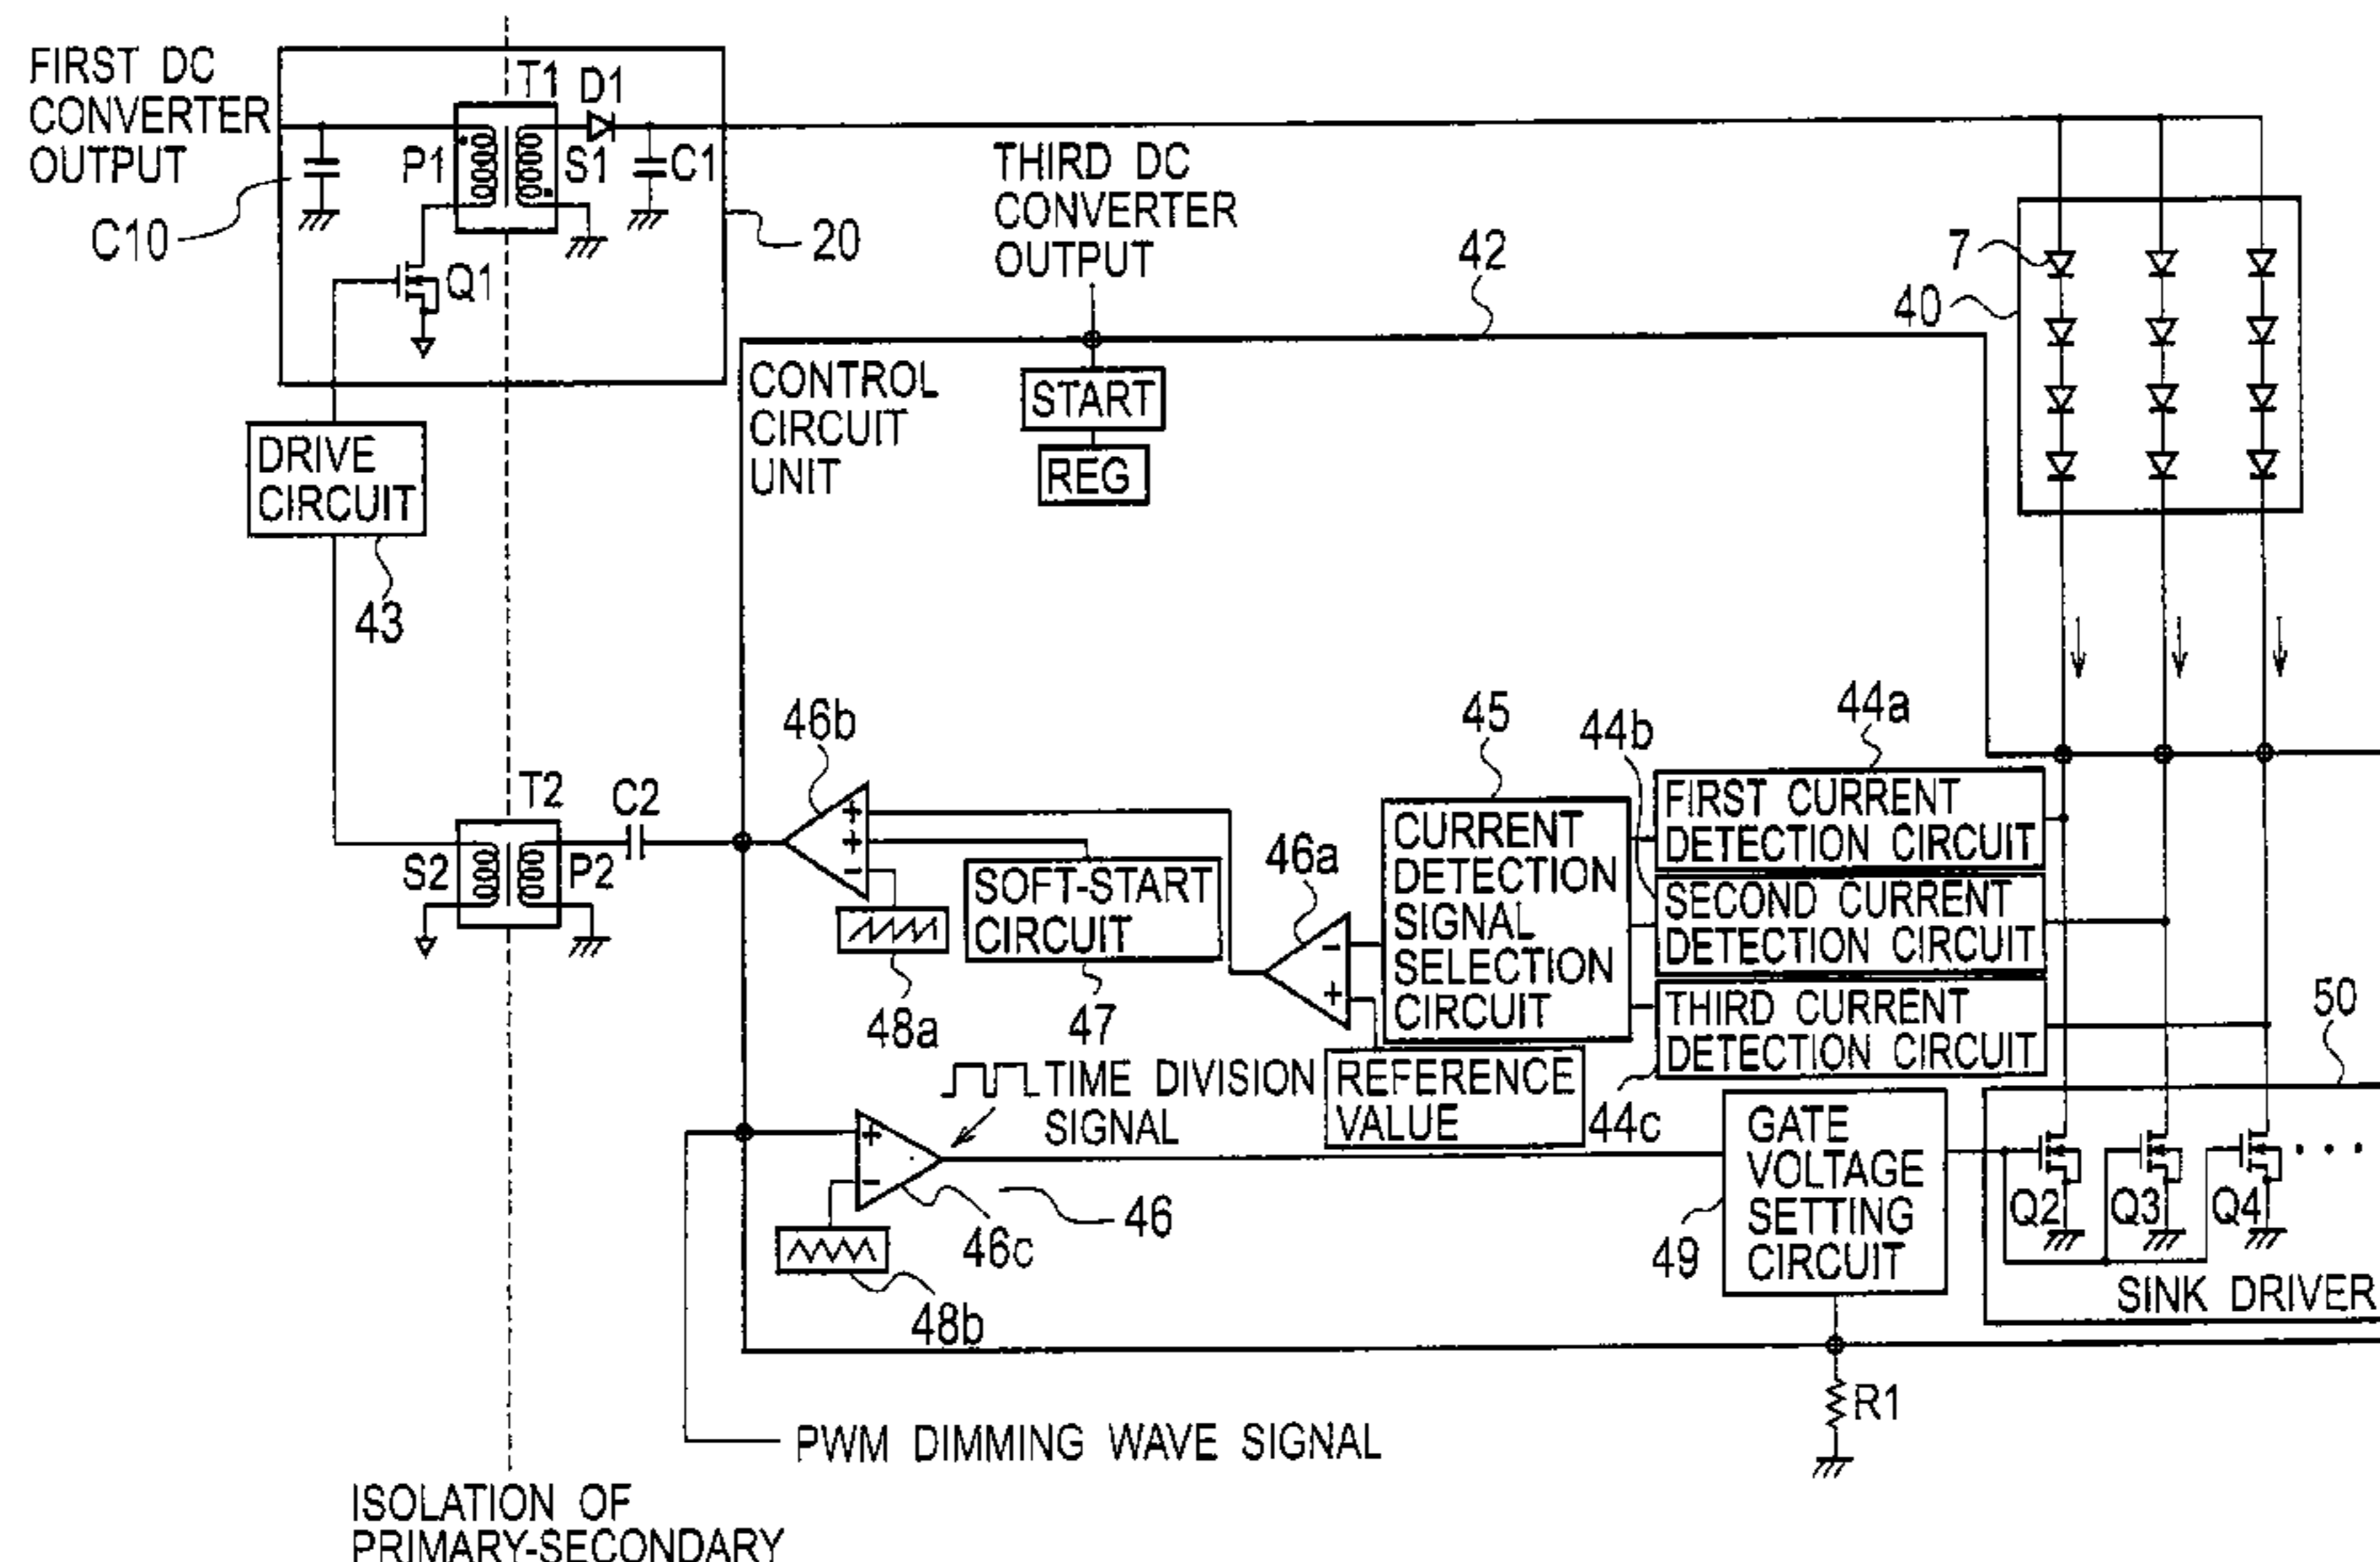 FIRST DC
CONVERTER
OUTPUT
T1
D1
P1
S1
C1
C10
Q1
20
THIRD DC
CONVERTER
OUTPUT
42
7
40
CONTROL
CIRCUIT
UNIT
START
REG
DRIVE
CIRCUIT
43
46b
45
44b
44a
T2
C2
S2
P2
+
+
-
SOFT-START
CIRCUIT
48a
47
46a
-
+
CURRENT
DETECTION
SIGNAL
SELECTION
CIRCUIT
FIRST CURRENT
DETECTION CIRCUIT
SECOND CURRENT
DETECTION CIRCUIT
THIRD CURRENT
DETECTION CIRCUIT
50
TIME DIVISION
SIGNAL
REFERENCE
VALUE
44c
+
-
46
46c
48b
GATE
VOLTAGE
SETTING
CIRCUIT
49
Q2
Q3
Q4
SINK DRIVER
R1
PWM DIMMING WAVE SIGNAL
ISOLATION OF
PRIMARY-SECONDARY